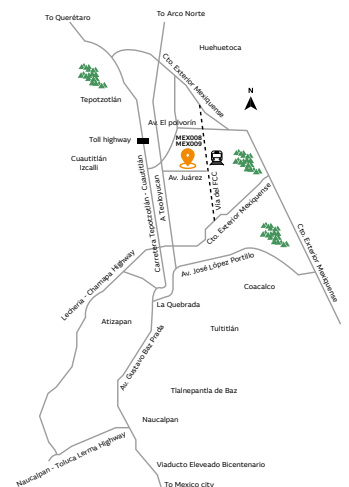 To Querétaro
To Arco Norte
Huehuetoca
Cto. Exterior Mexiquense
N
Tepotzotlán
Av. El polvorín
Toll highway
MEX008
MEX009
Cuautitlán
Izcalli
Av. Juárez
Carretera Tepotzotlán - Cuautitlán
A Teoloyucan
Vía del FCC
Cto. Exterior Mexiquense
Cto. Exterior Mexiquense
Lechería - Chamapa Highway
Av. José López Portillo
Coacalco
La Quebrada
Atizapan
Tultitlán
Av. Gustavo Baz Prada
Tlalnepantla de Baz
Naucalpan
Naucalpan - Toluca Lerma Highway
Viaducto Eleveado Bicentenario
To Mexico city